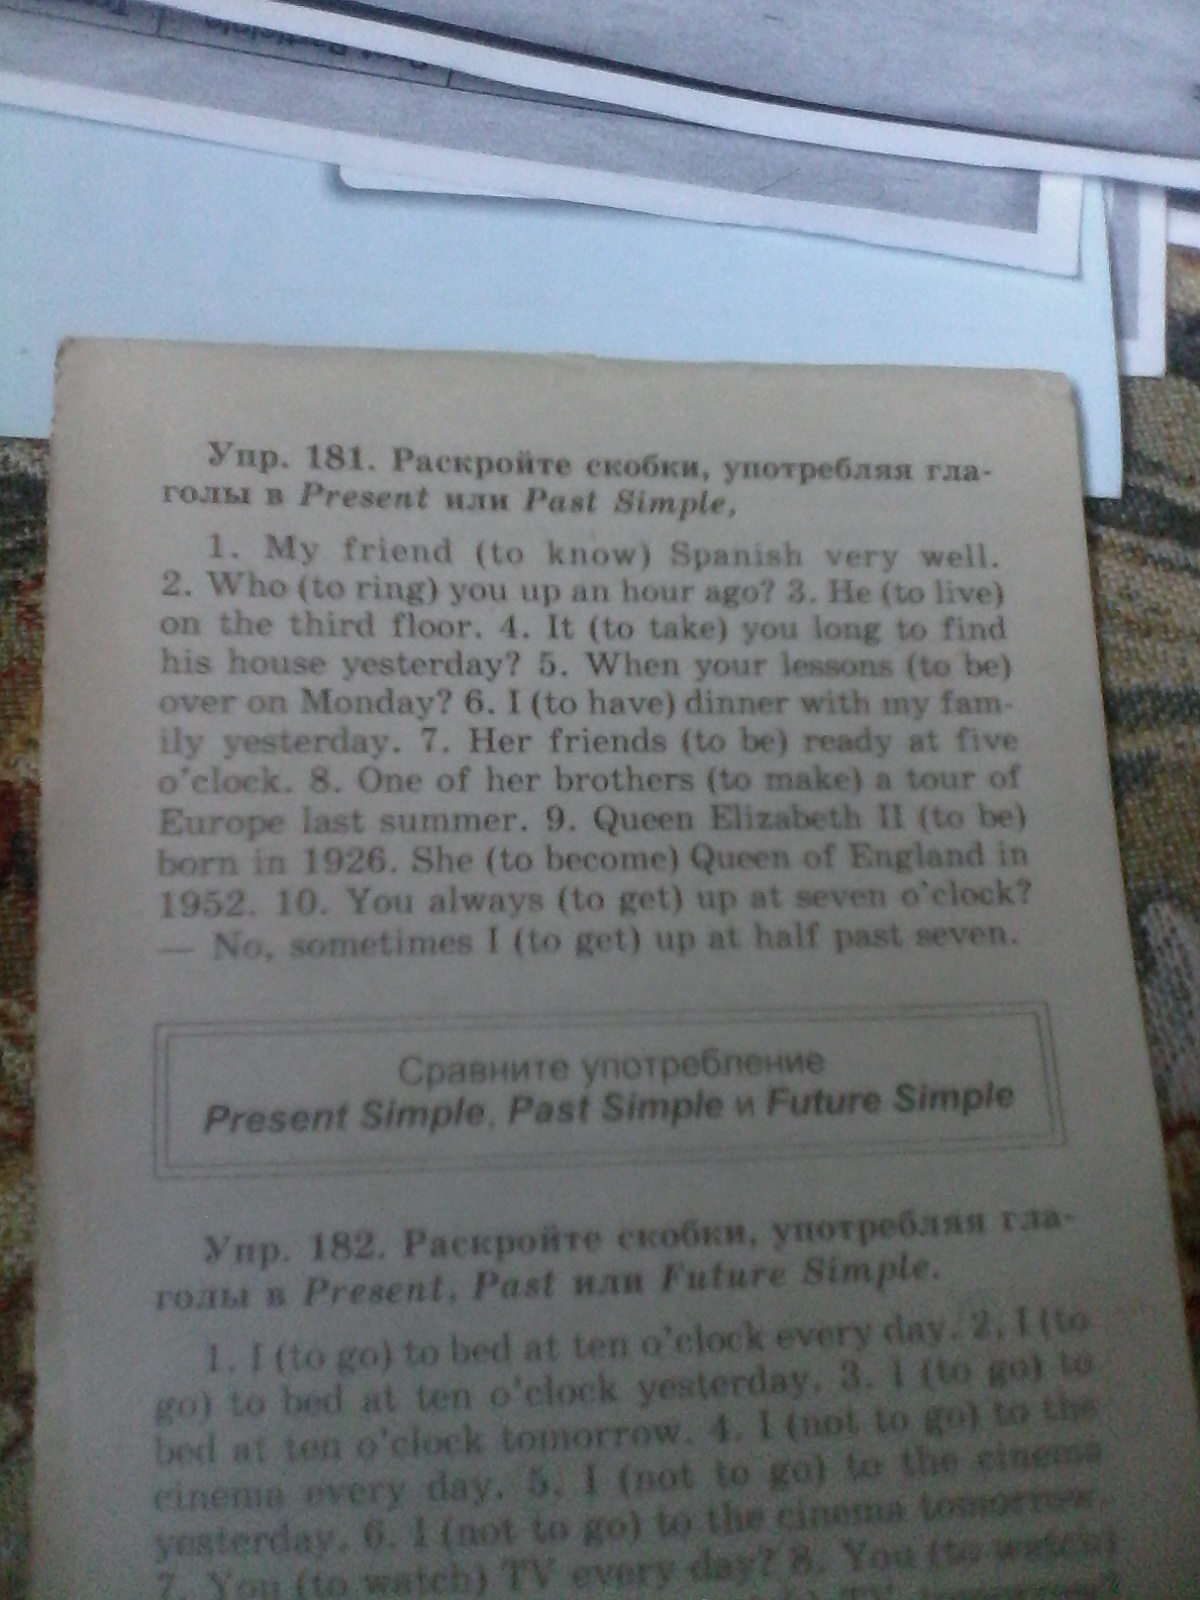 Упр. 181. Раскройте скобки, употребляя гла-
голы в Present или Past Simple,
1. My friend (to know) Spanish very well.
2. Who (to ring) you up an hour ago? 3. He (to live)
on the third floor. 4. It (to take) you long to find
his house yesterday? 5. When your lessons (to be)
over on Monday? 6. I (to have) dinner with my fam-
ily yesterday. 7. Her friends (to be) ready at five
o'clock. 8. One of her brothers (to make) a tour of
Europe last summer. 9. Queen Elizabeth II (to be)
born in 1926. She (to become) Queen of England in
1952. 10. You always (to get) up at seven o'clock?
— No, sometimes I (to get) up at half past seven.
Сравните употребление
Present Simple, Past Simple и Future Simple
Упр. 182. Раскройте скобки, употребляя гла-
голы в Present, Past или Future Simple.
1. I (to go) to bed at ten o'clock every day. 2. I (to
go) to bed at ten o'clock yesterday. 3. I (to go) to
bed at ten o'clock tomorrow. 4. I (not to go) to the
cinema every day. 5. I (not to go) to the cinema
yesterday. 6. I (not to go) to the cinema tomorrow.
7. You (to watch) TV every day? 8. You (to watch)